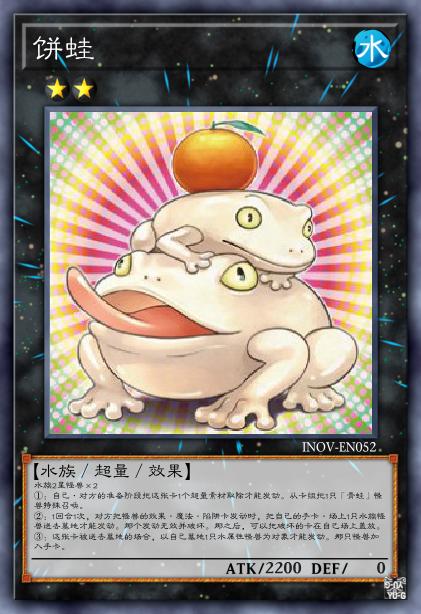 饼蛙
水
INOV-EN052
【水族／超量／效果】
水族2星怪兽×2
①：自己·对方的准备阶段把这张卡1个超量素材取除才能发动。从卡组把1只「青蛙」怪
兽特殊召唤。
②：1回合1次，对方把怪兽的效果·魔法·陷阱卡发动时，把自己的手卡·场上1只水族怪
兽送去墓地才能发动。那个发动无效并破坏。那之后，可以把破坏的卡在自己场上盖放。
③：这张卡被送去墓地的场合，以自己墓地1只水属性怪兽为对象才能发动。那只怪兽加
入手卡。
ATK/2200 DEF/ 0